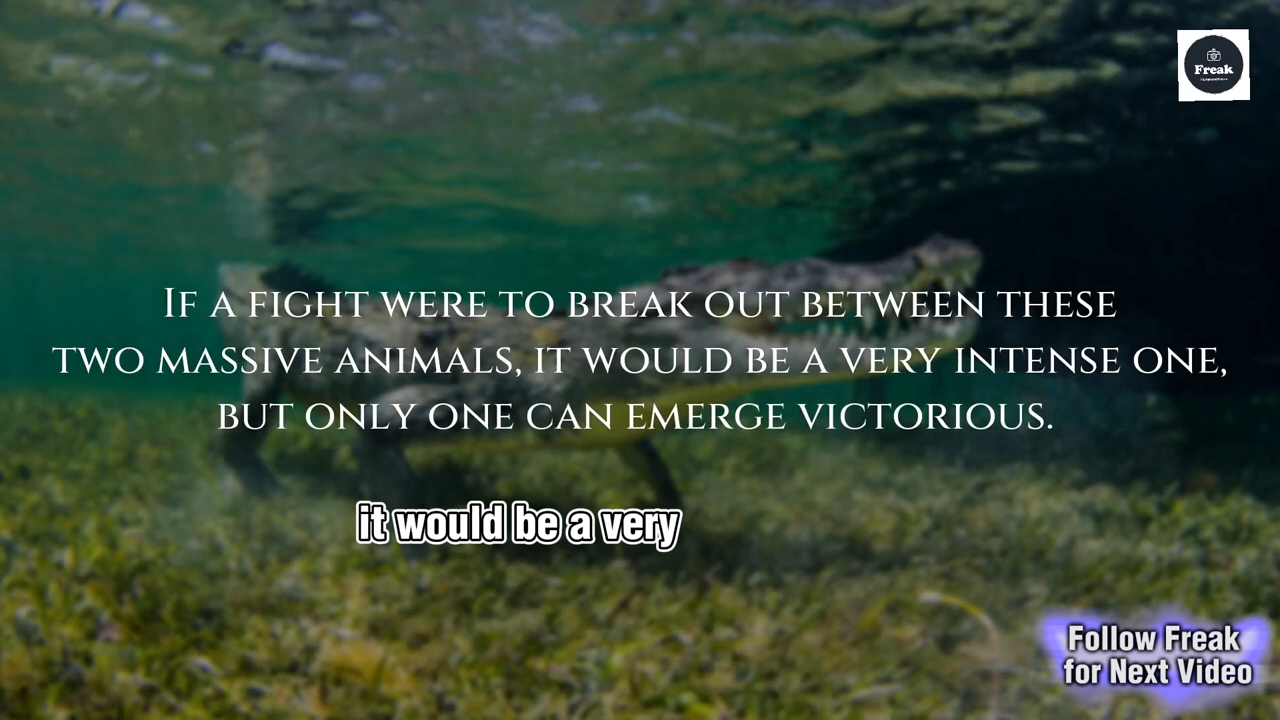 Freak
If a fight were to break out between these
two massive animals, it would be a very intense one,
but only one can emerge victorious.
it would be a very
Follow Freak
for Next Video